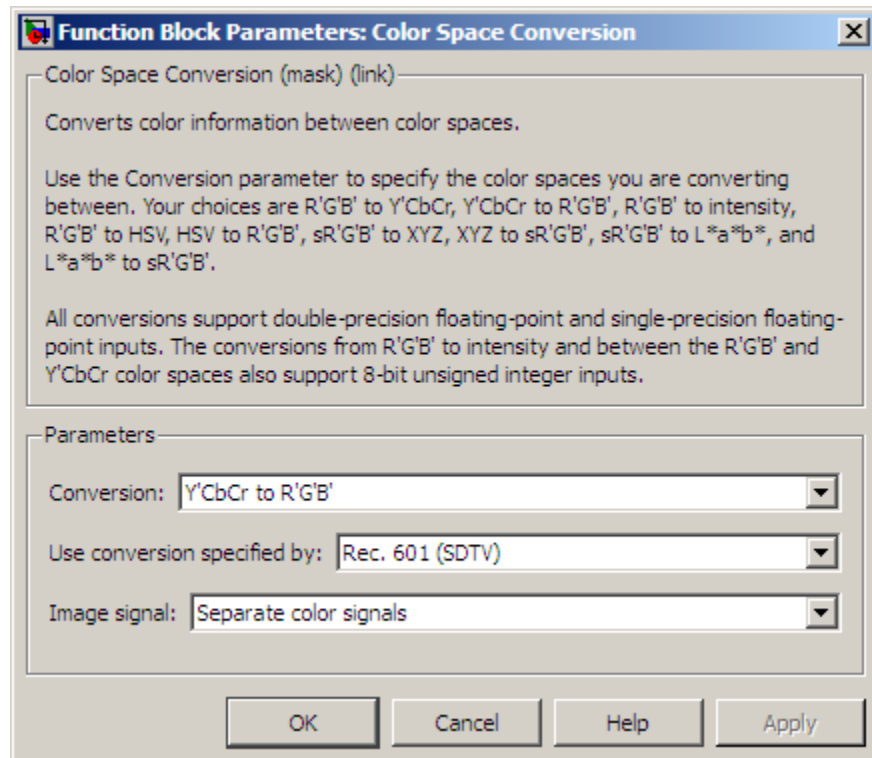 Function Block Parameters: Color Space Conversion
Color Space Conversion (mask) (link)
Converts color information between color spaces.
Use the Conversion parameter to specify the color spaces you are converting
between. Your choices are R'G'B' to Y'CbCr, Y'CbCr to R'G'B', R'G'B' to intensity,
R'G'B' to HSV, HSV to R'G'B', sR'G'B' to XYZ, XYZ to sR'G'B', sR'G'B' to L*a*b*, and
L*a*b* to sR'G'B'.
All conversions support double-precision floating-point and single-precision floating-
point inputs. The conversions from R'G'B' to intensity and between the R'G'B' and
Y'CbCr color spaces also support 8-bit unsigned integer inputs.
Parameters
Conversion: Y'CbCr to R'G'B'
Use conversion specified by: Rec. 601 (SDTV)
Image signal: Separate color signals
OK Cancel Help Apply